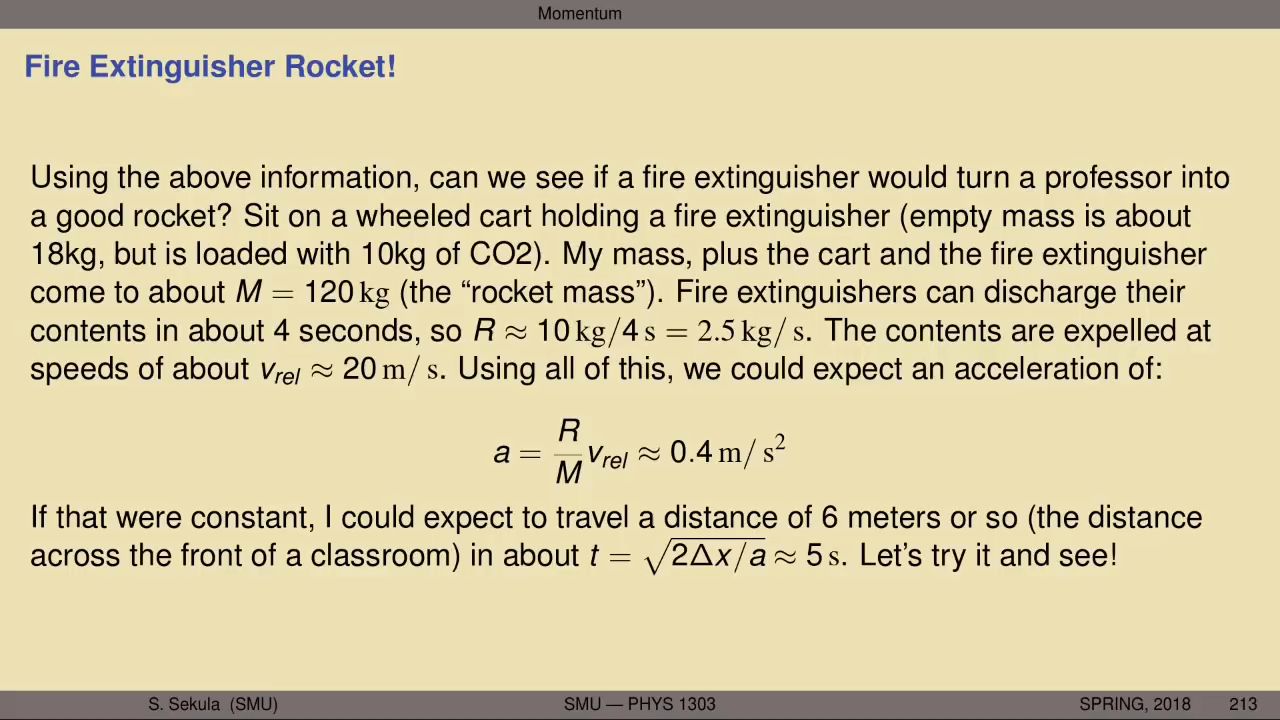 Momentum
Fire Extinguisher Rocket!
Using the above information, can we see if a fire extinguisher would turn a professor into
a good rocket? Sit on a wheeled cart holding a fire extinguisher (empty mass is about
18kg, but is loaded with 10kg of CO2). My mass, plus the cart and the fire extinguisher
come to about M = 120 kg (the “rocket mass”). Fire extinguishers can discharge their
contents in about 4 seconds, so R ≈ 10 kg/4 s = 2.5 kg/s. The contents are expelled at
speeds of about v_rel ≈ 20 m/s. Using all of this, we could expect an acceleration of:
a = R/M v_rel ≈ 0.4 m/s²
If that were constant, I could expect to travel a distance of 6 meters or so (the distance
across the front of a classroom) in about t = √(2Δx/a) ≈ 5 s. Let’s try it and see!
S. Sekula (SMU) SMU — PHYS 1303 SPRING, 2018 213